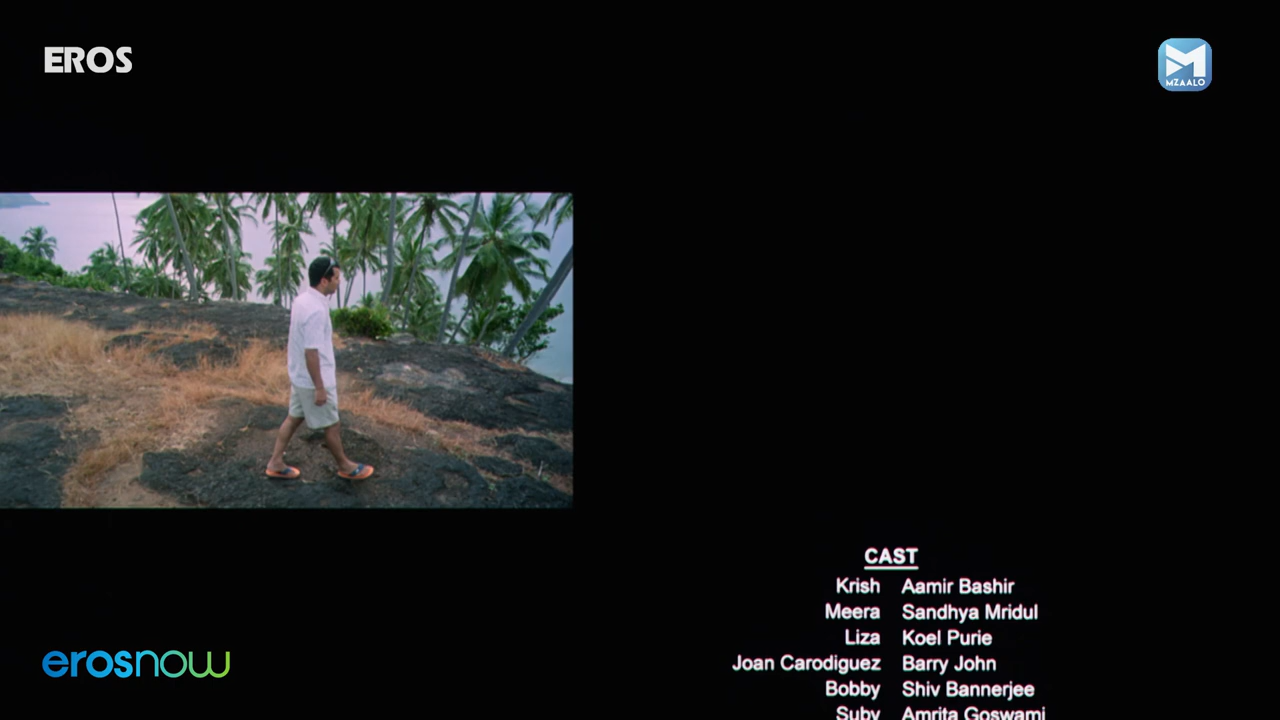 EROS
MZAALO
CAST
Krish Aamir Bashir
Meera Sandhya Mridul
Liza Koel Purie
Joan Carodiguez Barry John
Bobby Shiv Bannerjee
Suby Amrita Goswami
erosnow